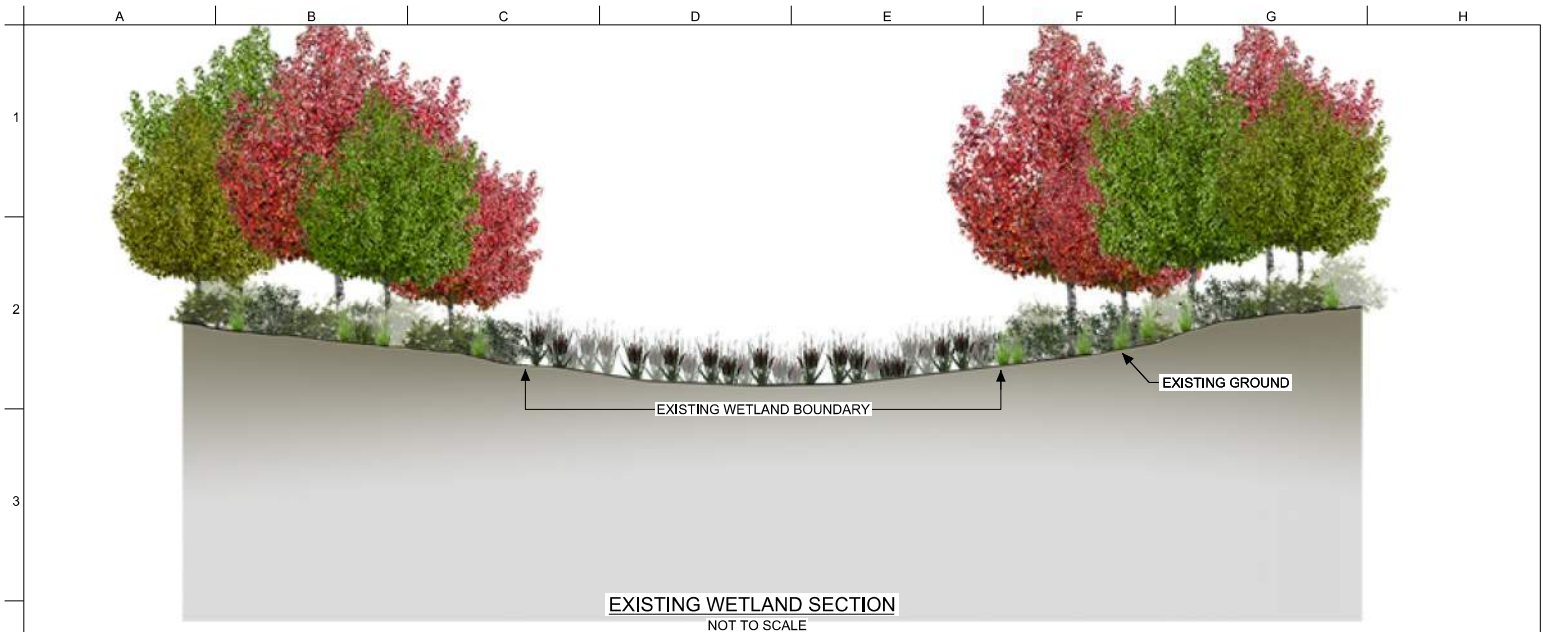 A B C D E F G H
1
2
EXISTING GROUND
EXISTING WETLAND BOUNDARY
3
EXISTING WETLAND SECTION
NOT TO SCALE